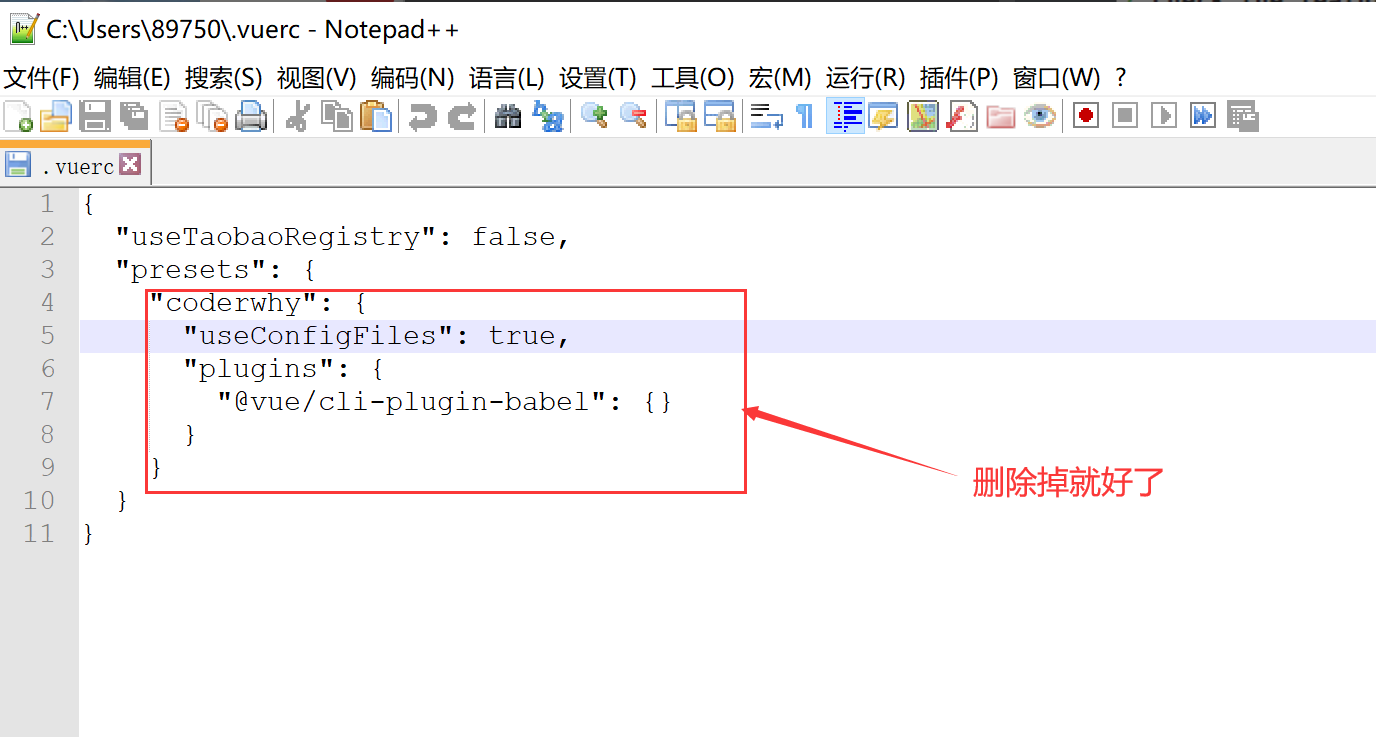 C:\Users\89750\.vuerc - Notepad++
文件(F) 编辑(E) 搜索(S) 视图(V) 编码(N) 语言(L) 设置(T) 工具(O) 宏(M) 运行(R) 插件(P) 窗口(W) ?
.vuerc
1 {
2 "useTaobaoRegistry": false,
3 "presets": {
4 "coderwhy": {
5 "useConfigFiles": true,
6 "plugins": {
7 "@vue/cli-plugin-babel": {}
8 }
9 }
10 }
11 }
删除掉就好了